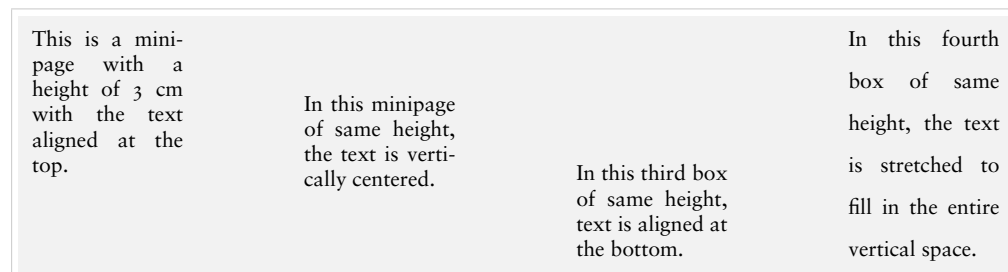 This is a mini-
page with a
height of 3 cm
with the text
aligned at the
top.
In this minipage
of same height,
the text is verti-
cally centered.
In this third box
of same height,
text is aligned at
the bottom.
In this fourth
box of same
height, the text
is stretched to
fill in the entire
vertical space.